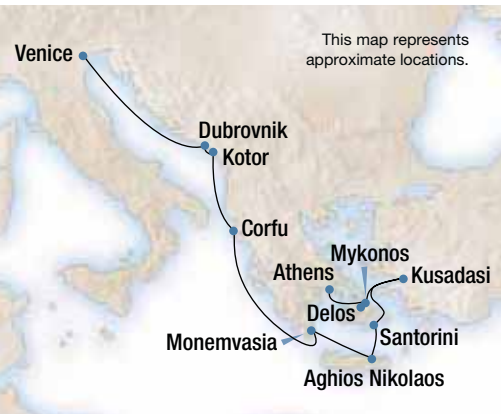 This map represents
approximate locations.
Venice
Dubrovnik
Kotor
Corfu
Mykonos
Athens
Kusadasi
Delos
Santorini
Monemvasia
Aghios Nikolaos